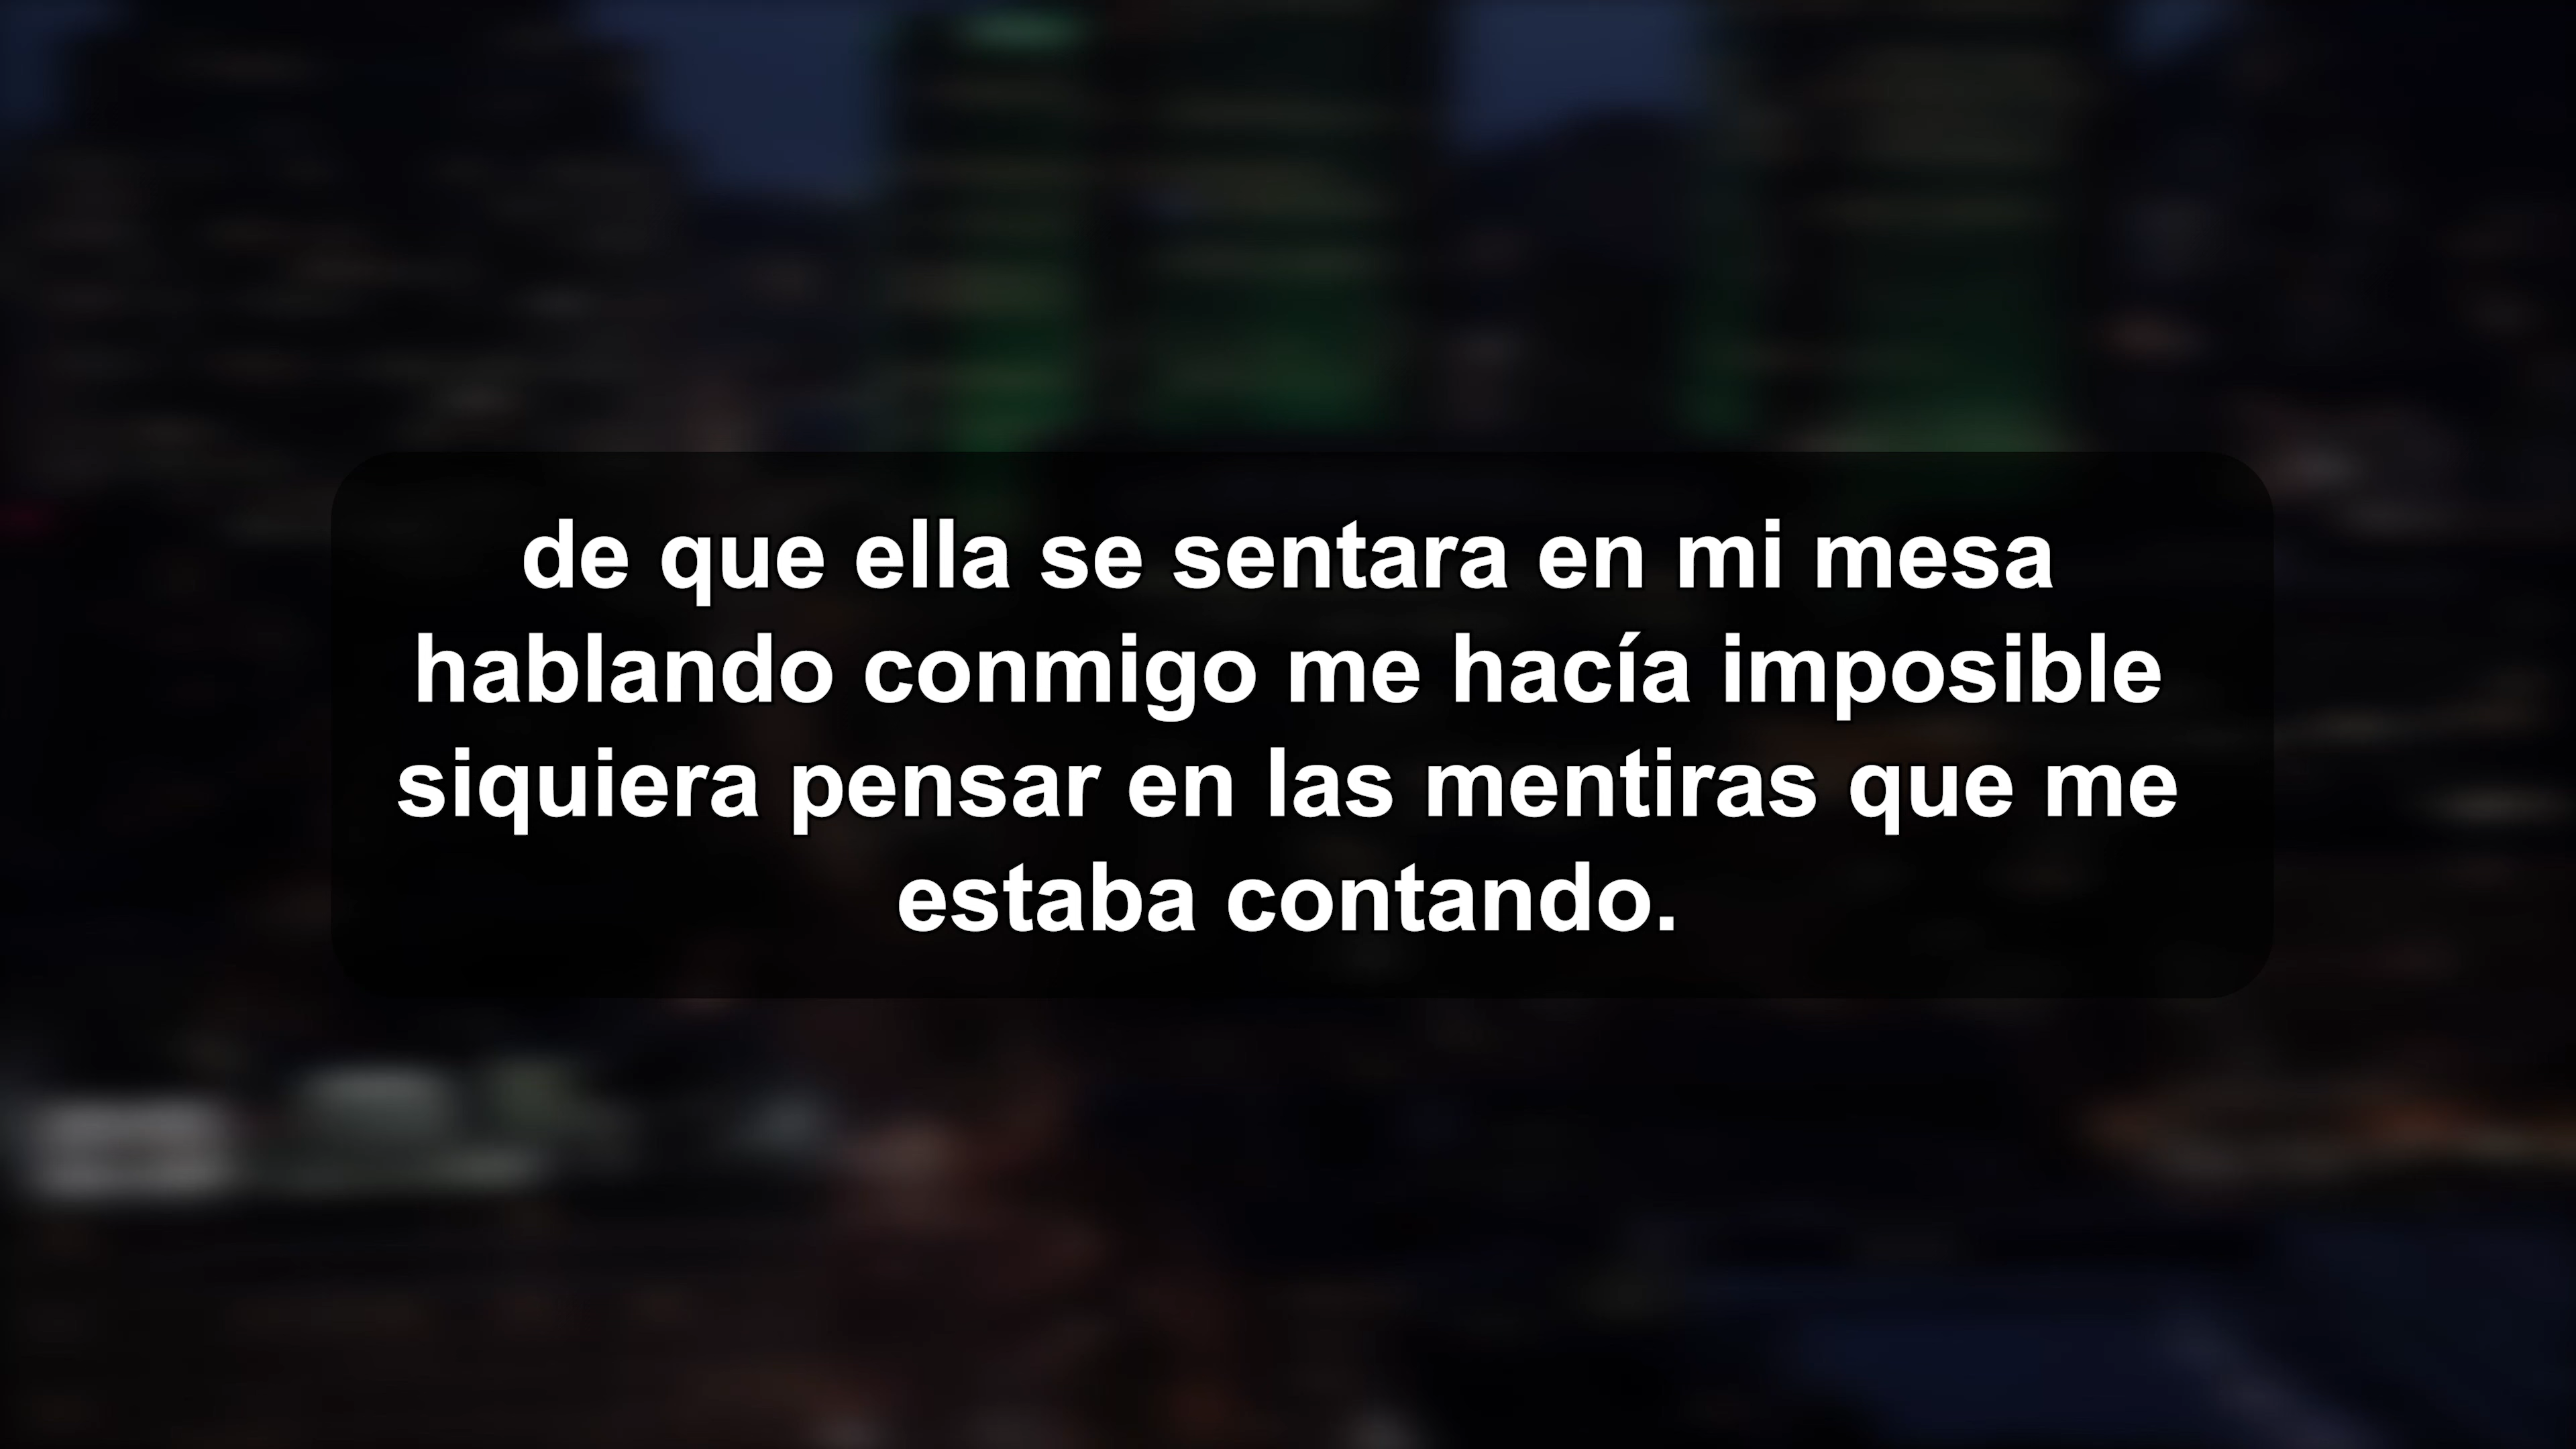 de que ella se sentara en mi mesa
hablando conmigo me hacía imposible
siquiera pensar en las mentiras que me
estaba contando.